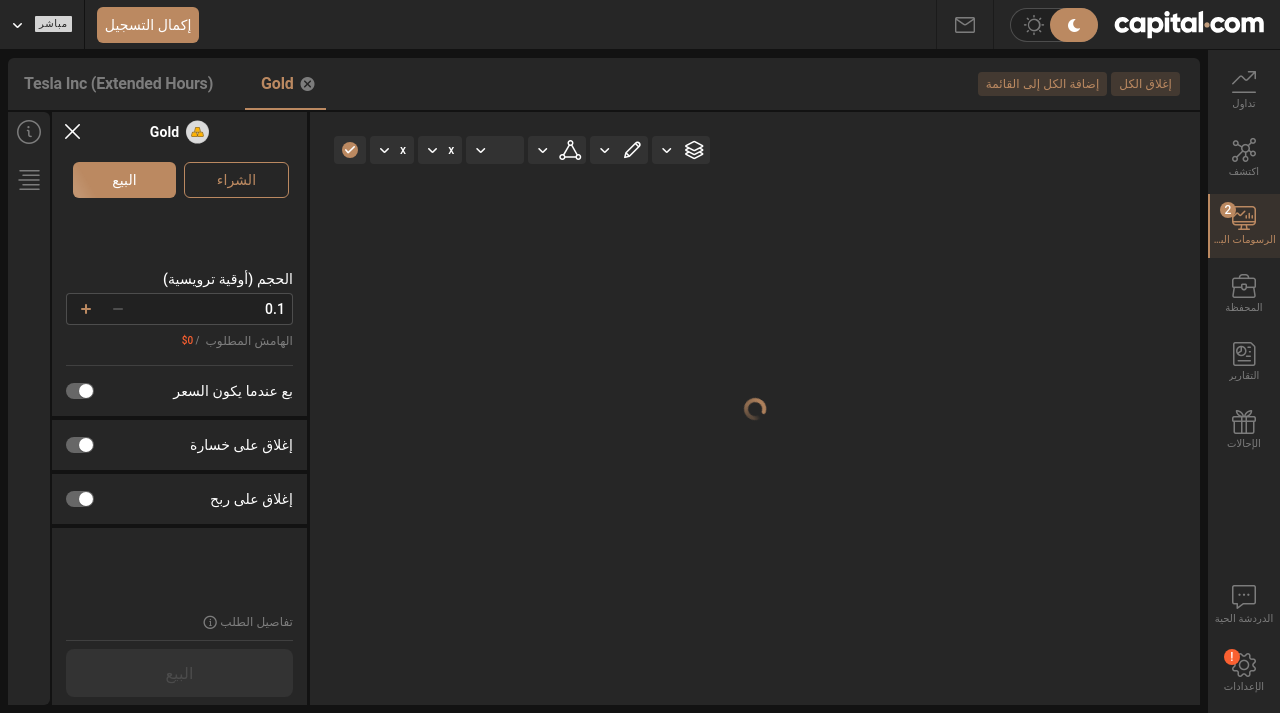 capital.com
إكمال التسجيل
مباشر
إغلاق الكل
إضافة الكل إلى القائمة
Gold
Tesla Inc (Extended Hours)
تداول
اكتشف
2
الرسومات الب...
المحفظة
التقارير
الإحالات
الدردشة الحية
!
الإعدادات
x
x
Gold
الشراء
البيع
الحجم (أوقية ترويسية)
0.1
الهامش المطلوب / $0
بع عندما يكون السعر
إغلاق على خسارة
إغلاق على ربح
تفاصيل الطلب
البيع